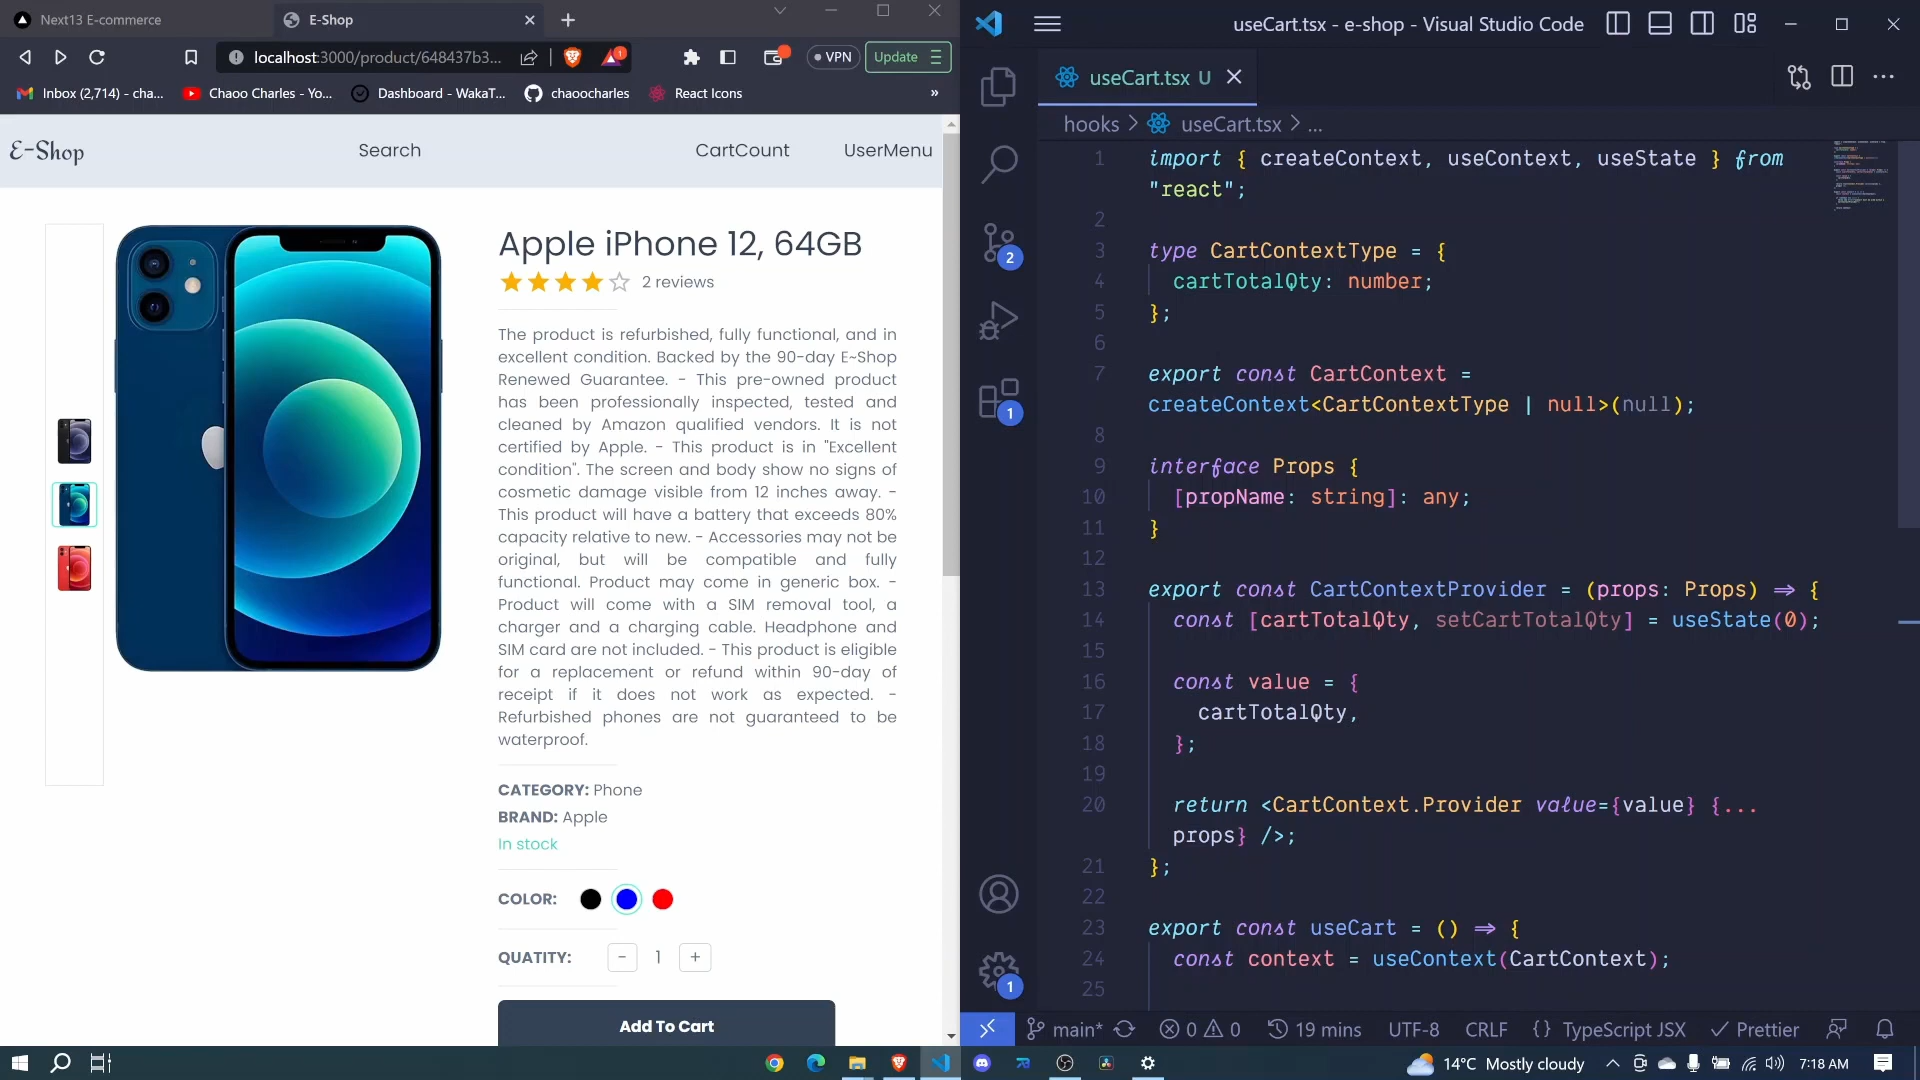 Next13 E-commerce
E-Shop
localhost:3000/product/648437b3...
1
VPN
Update
Inbox (2,714) - cha...
Chaoo Charles - Yo...
Dashboard - WakaT...
chaoocharles
React Icons
»
E-Shop
Search
CartCount
UserMenu
Apple iPhone 12, 64GB
2 reviews
The product is refurbished, fully functional, and in
excellent condition. Backed by the 90-day E~Shop
Renewed Guarantee. - This pre-owned product
has been professionally inspected, tested and
cleaned by Amazon qualified vendors. It is not
certified by Apple. - This product is in "Excellent
condition". The screen and body show no signs of
cosmetic damage visible from 12 inches away. -
This product will have a battery that exceeds 80%
capacity relative to new. - Accessories may not be
original, but will be compatible and fully
functional. Product may come in generic box. -
Product will come with a SIM removal tool, a
charger and a charging cable. Headphone and
SIM card are not included. - This product is eligible
for a replacement or refund within 90-day of
receipt if it does not work as expected. -
Refurbished phones are not guaranteed to be
waterproof.
CATEGORY: Phone
BRAND: Apple
In stock
COLOR:
QUATITY: - 1 +
Add To Cart
useCart.tsx - e-shop - Visual Studio Code
useCart.tsx U
hooks > useCart.tsx > ...
2
1
1
1 import { createContext, useContext, useState } from
"react";
2
3 type CartContextType = {
4 cartTotalQty: number;
5 };
6
7 export const CartContext =
createContext<CartContextType | null>(null);
8
9 interface Props {
10 [propName: string]: any;
11 }
12
13 export const CartContextProvider = (props: Props) => {
14 const [cartTotalQty, setCartTotalQty] = useState(0);
15
16 const value = {
17 cartTotalQty,
18 };
19
20 return <CartContext.Provider value={value} {...
props} />;
21 };
22
23 export const useCart = () => {
24 const context = useContext(CartContext);
25
main* 0 0 19 mins UTF-8 CRLF {} TypeScript JSX Prettier
14°C Mostly cloudy 7:18 AM